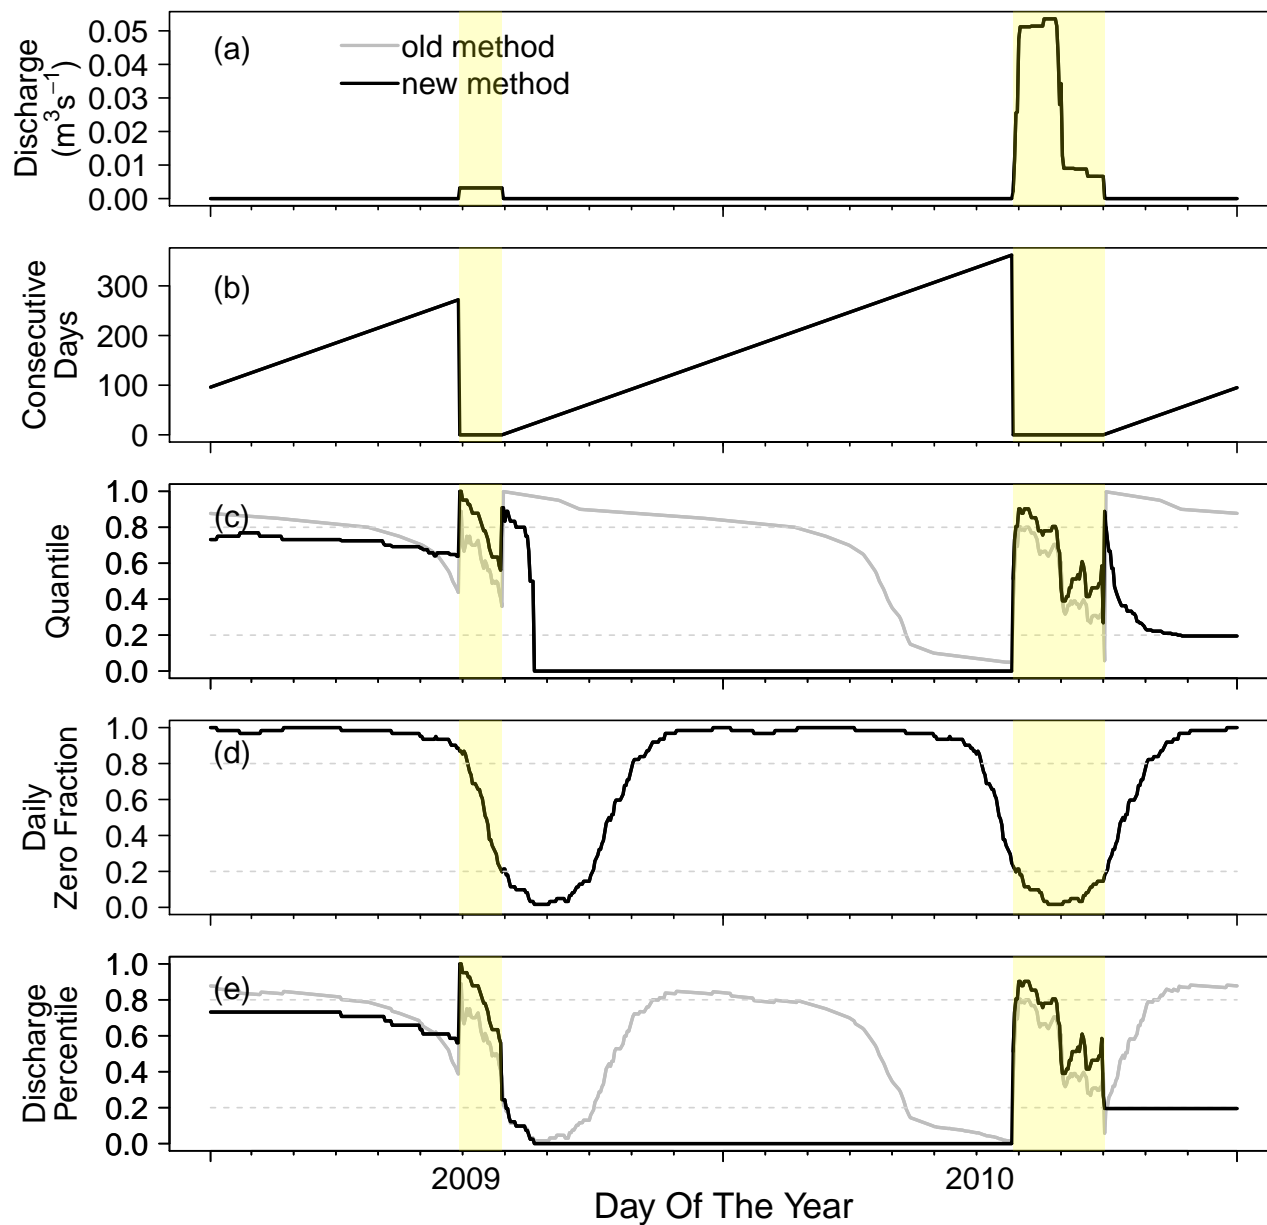 (a)
old method
new method
Discharge
(m³s⁻¹)
0.05
0.04
0.03
0.02
0.01
0.00
(b)
Consecutive
Days
300
200
100
0
(c)
Quantile
1.0
0.8
0.6
0.4
0.2
0.0
(d)
Daily
Zero Fraction
1.0
0.8
0.6
0.4
0.2
0.0
(e)
Discharge
Percentile
1.0
0.8
0.6
0.4
0.2
0.0
2009 2010
Day Of The Year